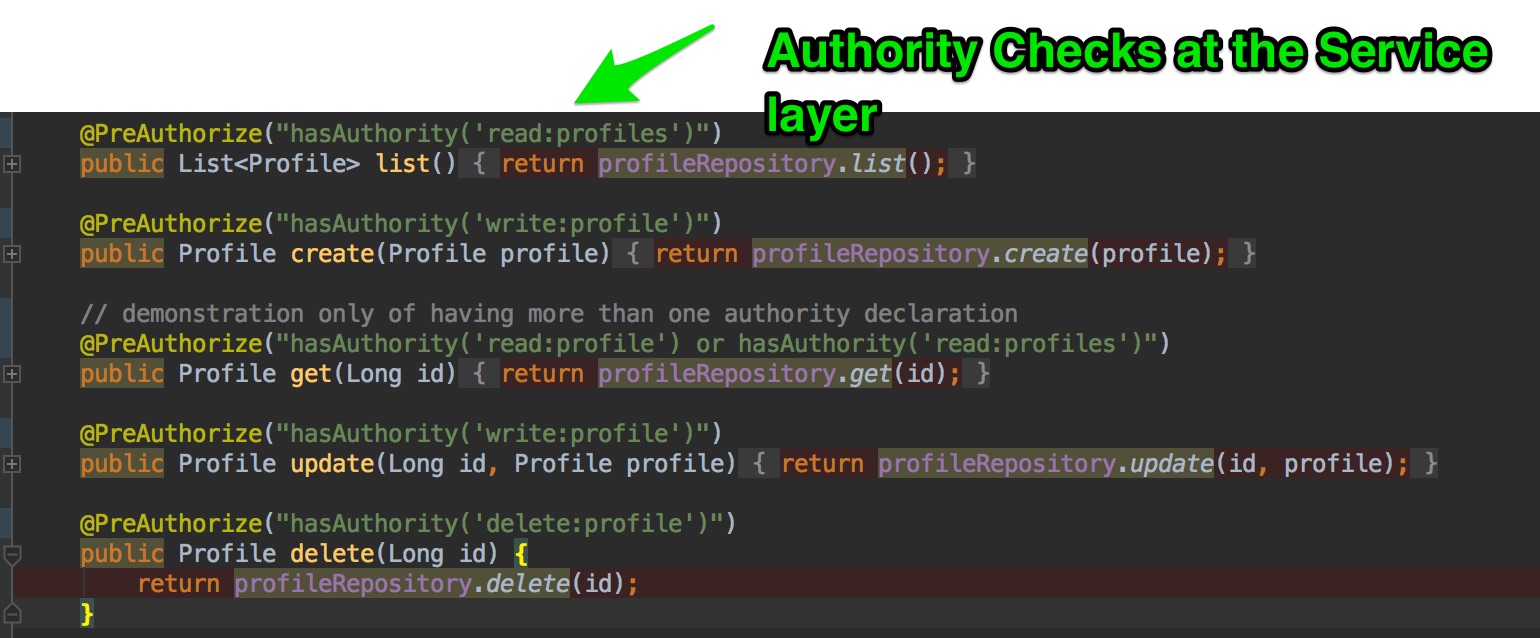 Authority Checks at the Service
layer
@PreAuthorize("hasAuthority('read:profiles')")
public List<Profile> list() { return profileRepository.list(); }
@PreAuthorize("hasAuthority('write:profile')")
public Profile create(Profile profile) { return profileRepository.create(profile); }
// demonstration only of having more than one authority declaration
@PreAuthorize("hasAuthority('read:profile') or hasAuthority('read:profiles')")
public Profile get(Long id) { return profileRepository.get(id); }
@PreAuthorize("hasAuthority('write:profile')")
public Profile update(Long id, Profile profile) { return profileRepository.update(id, profile); }
@PreAuthorize("hasAuthority('delete:profile')")
public Profile delete(Long id) {
return profileRepository.delete(id);
}